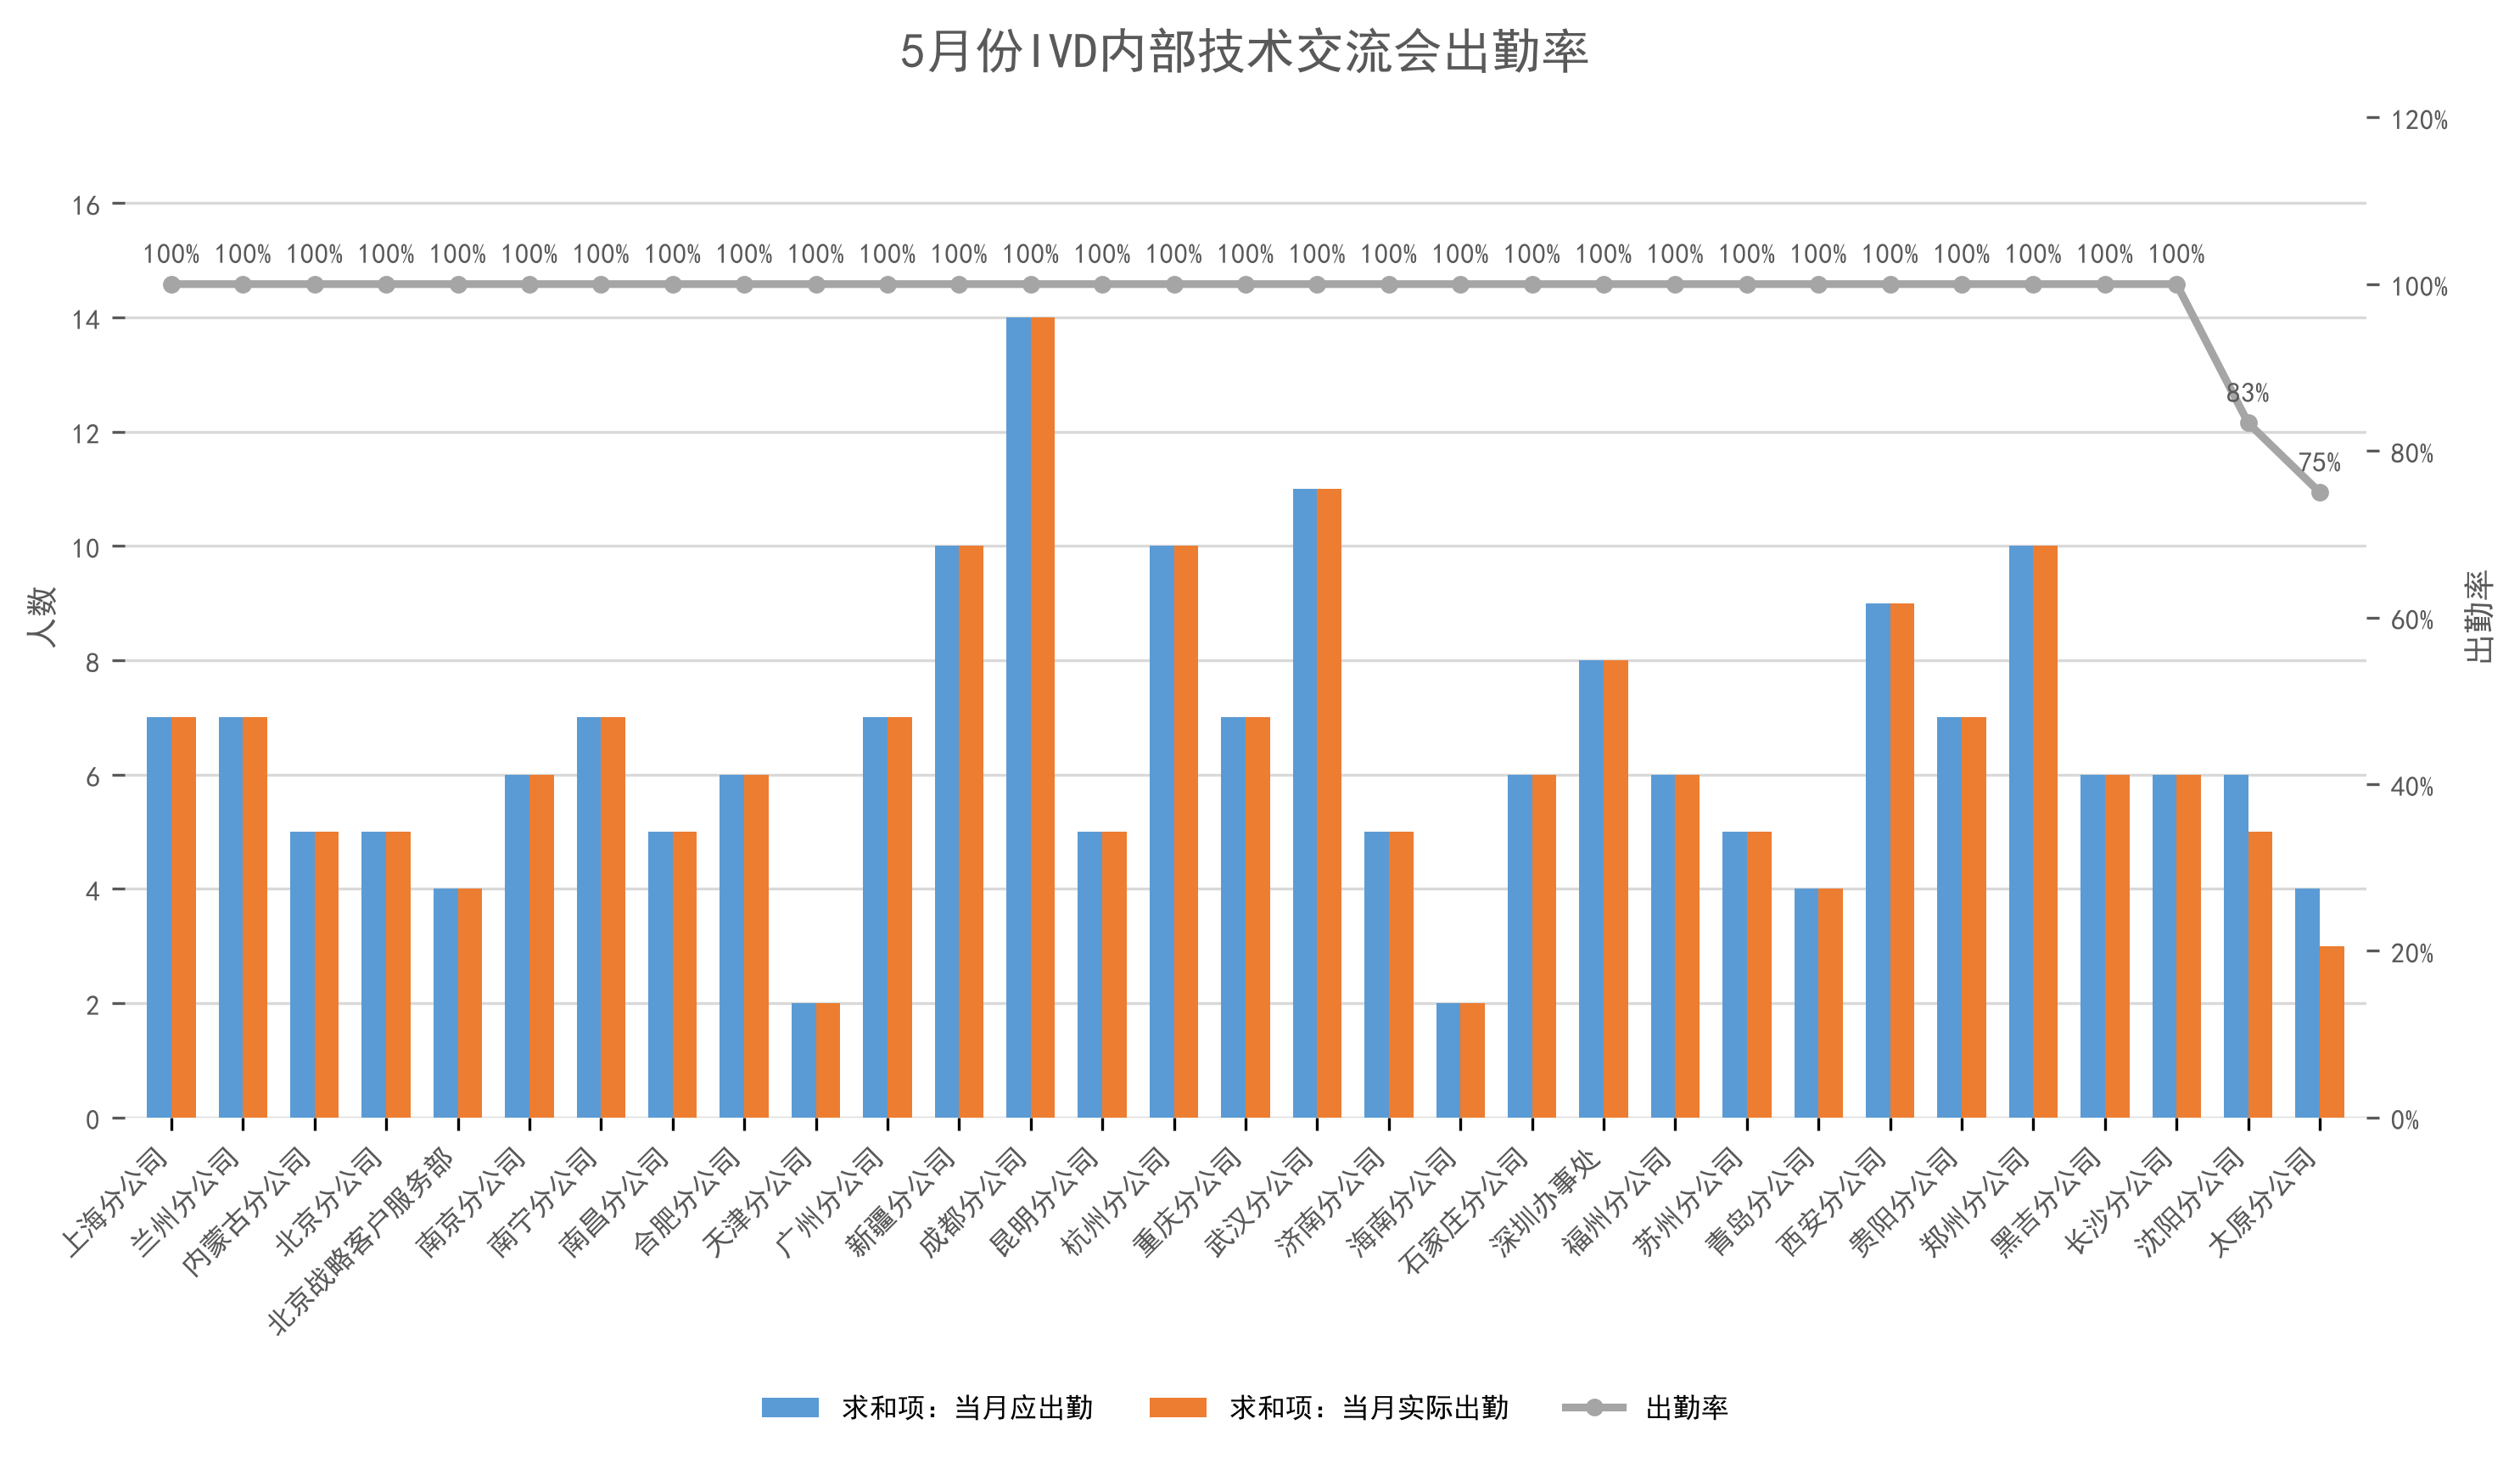 5月份IVD内部技术交流会出勤率
120%
16
100% 100% 100% 100% 100% 100% 100% 100% 100% 100% 100% 100% 100% 100% 100% 100% 100% 100% 100% 100% 100% 100% 100% 100% 100% 100% 100% 100% 100%
100%
14
83%
12
80%
75%
10
人数
出勤率
60%
8
6
40%
4
20%
2
0
0%
上海分公司
兰州分公司
内蒙古分公司
北京分公司
北京战略客户服务部
南京分公司
南宁分公司
南昌分公司
合肥分公司
天津分公司
广州分公司
新疆分公司
成都分公司
昆明分公司
杭州分公司
重庆分公司
武汉分公司
济南分公司
海南分公司
石家庄分公司
深圳办事处
福州分公司
苏州分公司
青岛分公司
西安分公司
贵阳分公司
郑州分公司
黑吉分公司
长沙分公司
沈阳分公司
太原分公司
求和项: 当月应出勤 求和项: 当月实际出勤 出勤率